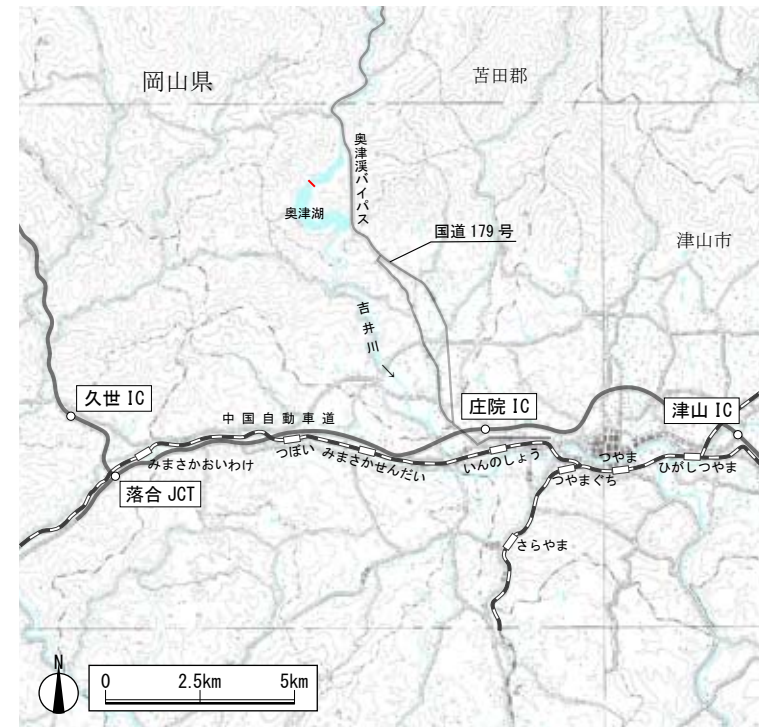 岡山県
苫田郡
奥津渓バイパス
奥津湖
国道179号
津山市
吉井川
→
久世 IC
中国自動車道
庄院 IC
津山 IC
みまさかおいわけ
つぼい
みまさかせんだい
いんのしょう
つやま
つやまぐち
ひがしつやま
落合 JCT
さらやま
N
0 2.5km 5km